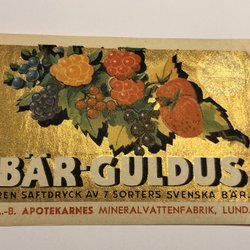 BÄR-GULDUS
REN SAFTDRYCK AV 7 SORTERS SVENSKA BÄR.
A.-B. APOTEKARNES MINERALVATTENFABRIK, LUND.